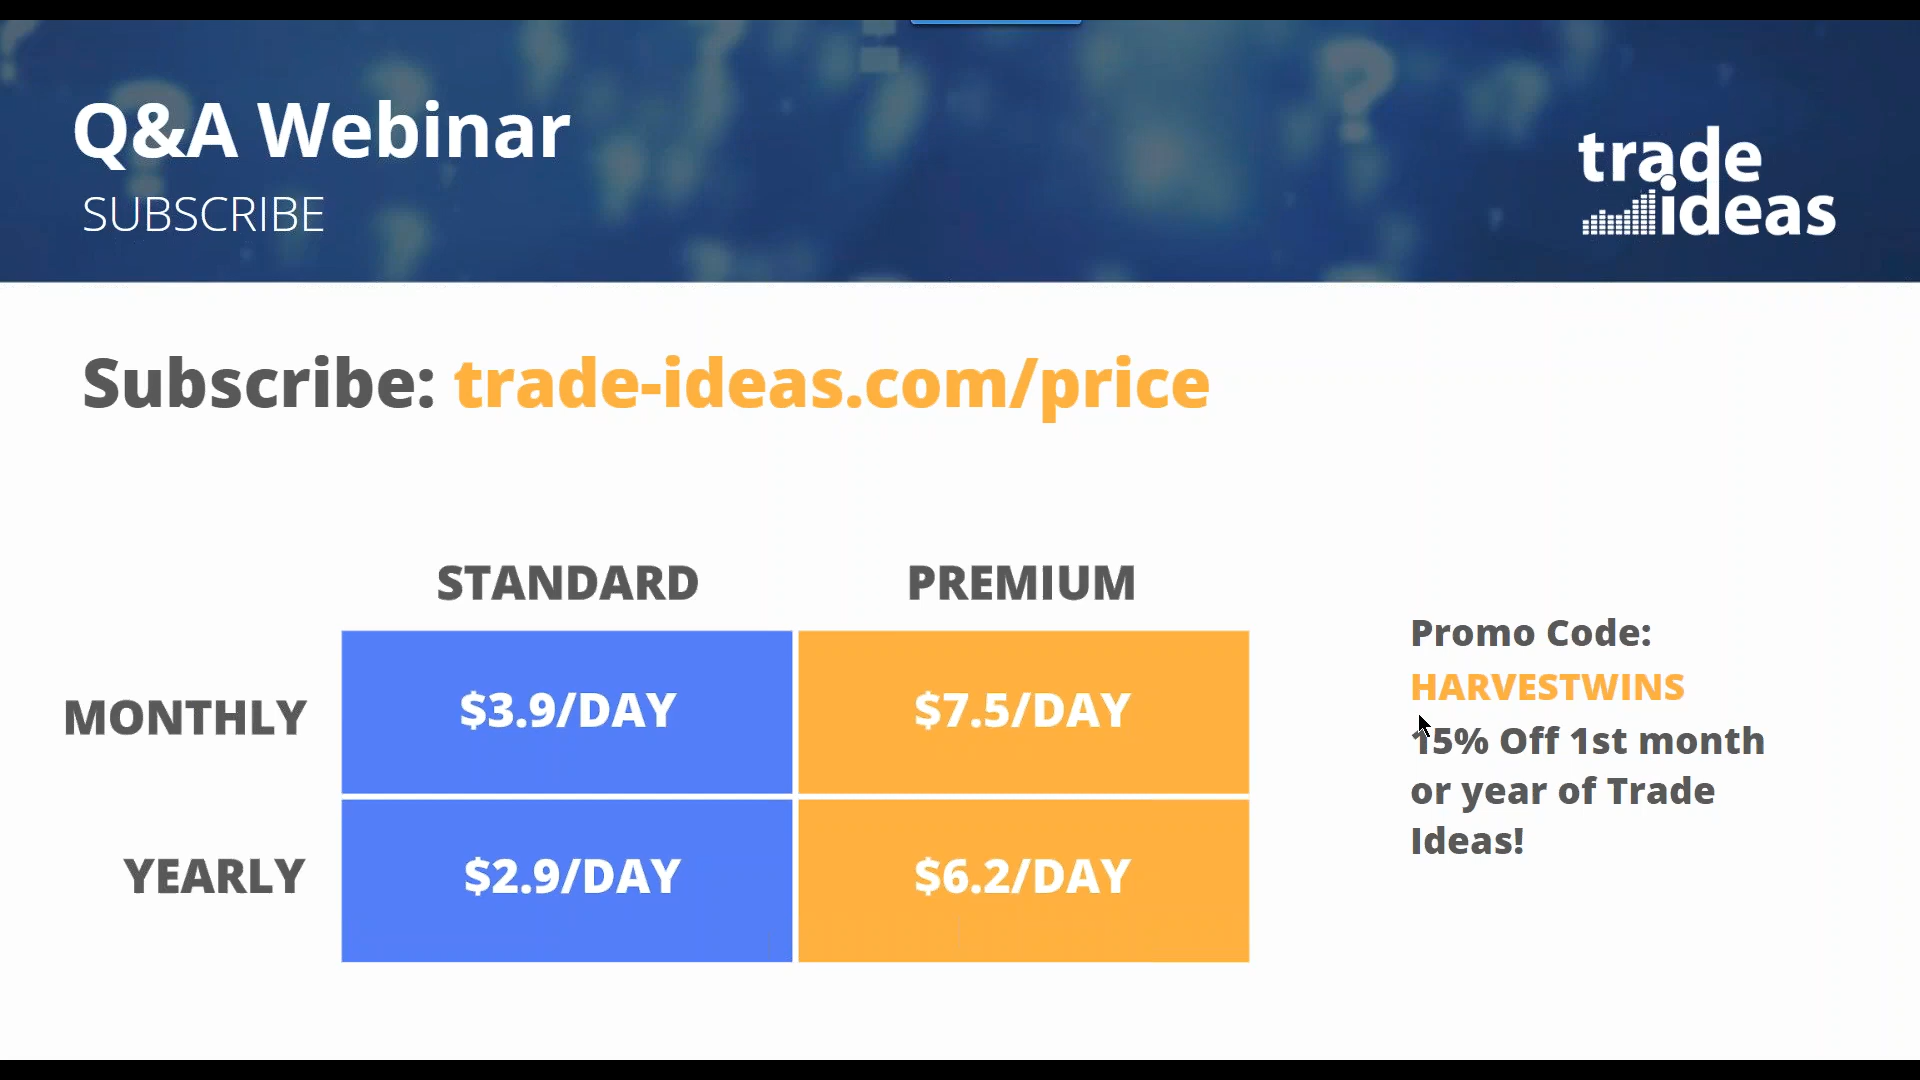 Q&A Webinar
SUBSCRIBE
trade
ideas
Subscribe: trade-ideas.com/price
STANDARD PREMIUM
MONTHLY $3.9/DAY $7.5/DAY
YEARLY $2.9/DAY $6.2/DAY
Promo Code:
HARVESTWINS
15% Off 1st month
or year of Trade
Ideas!